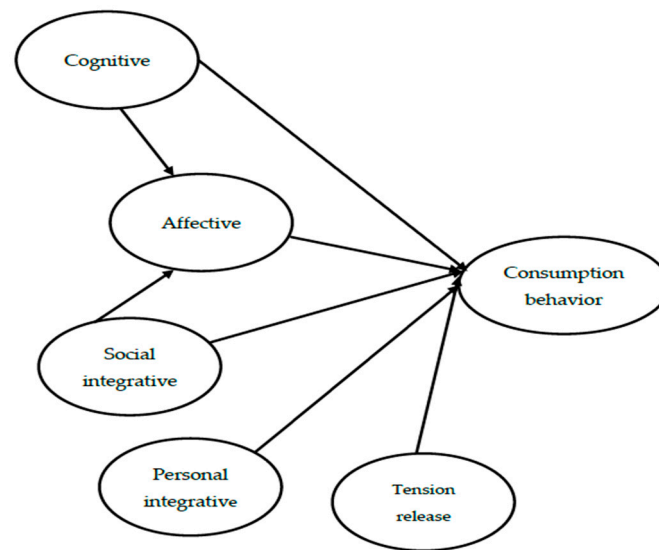 Cognitive
Affective
Consumption
behavior
Social
integrative
Personal
integrative
Tension
release